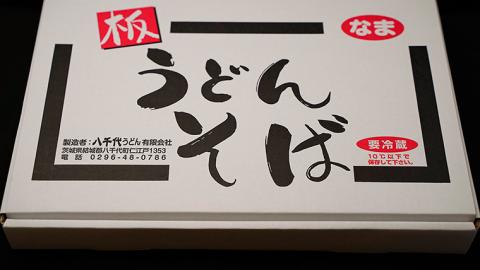 板
なま
うどん
そば
製造者：八千代うどん有限会社
茨城県結城郡八千代町仁江戸1353
電話 0296-48-0786
要冷蔵
10℃以下で
保存して下さい。